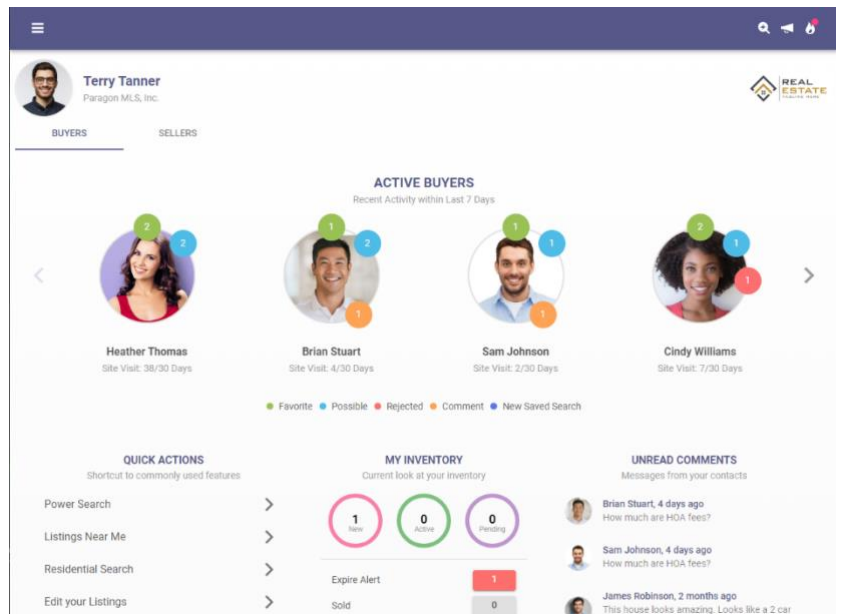 Terry Tanner
Paragon MLS, Inc.
REAL
ESTATE
BUYERS SELLERS
ACTIVE BUYERS
Recent Activity within Last 7 Days
2 2
1 2 1
1 1 1
2 1 1
Heather Thomas Brian Stuart Sam Johnson Cindy Williams
Site Visit: 38/30 Days Site Visit: 4/30 Days Site Visit: 2/30 Days Site Visit: 7/30 Days
Favorite Possible Rejected Comment New Saved Search
QUICK ACTIONS
Shortcut to commonly used features
Power Search
Listings Near Me
Residential Search
Edit your Listings
MY INVENTORY
Current look at your inventory
1 0 0
New Active Pending
Expire Alert 1
Sold 0
UNREAD COMMENTS
Messages from your contacts
Brian Stuart, 4 days ago
How much are HOA fees?
Sam Johnson, 4 days ago
How much are HOA fees?
James Robinson, 2 months ago
This house looks amazing. Looks like a 2 car